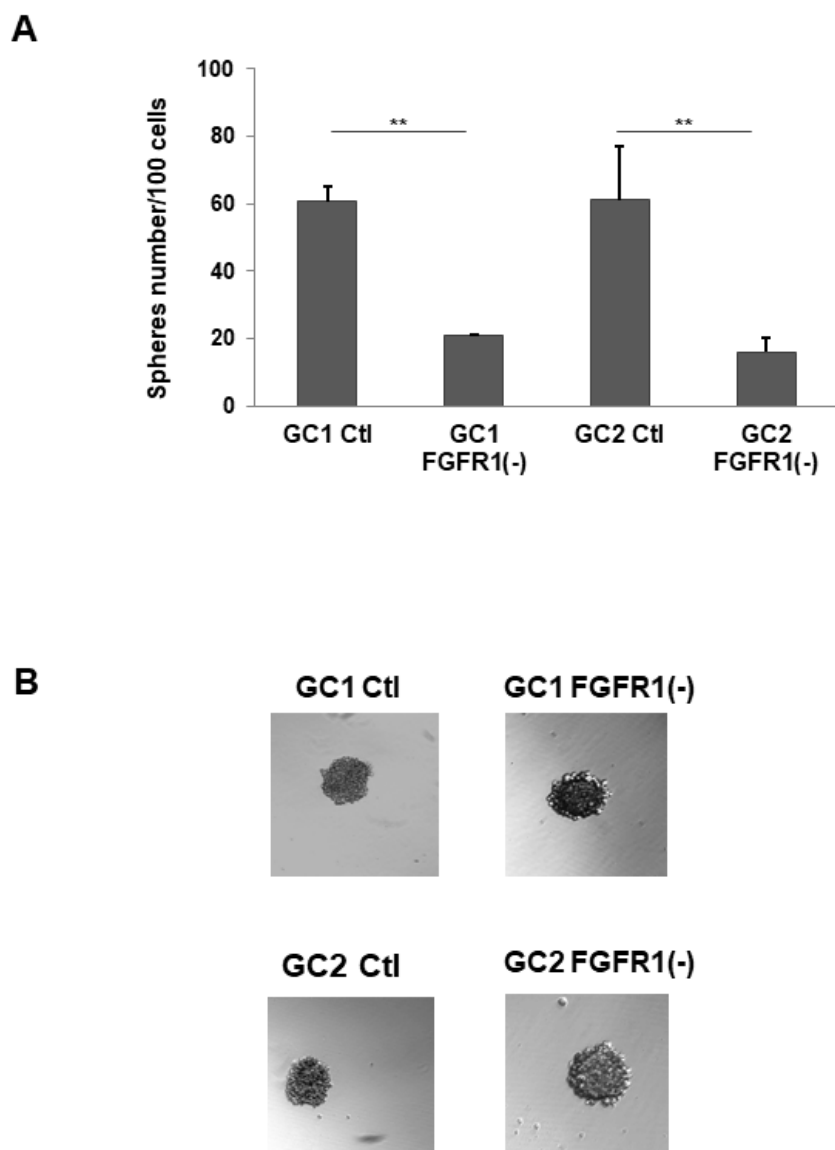 A
Spheres number/100 cells
100
80
60
40
20
0
**
**
GC1 Ctl
GC1
FGFR1(-)
GC2 Ctl
GC2
FGFR1(-)
B
GC1 Ctl
GC1 FGFR1(-)
GC2 Ctl
GC2 FGFR1(-)